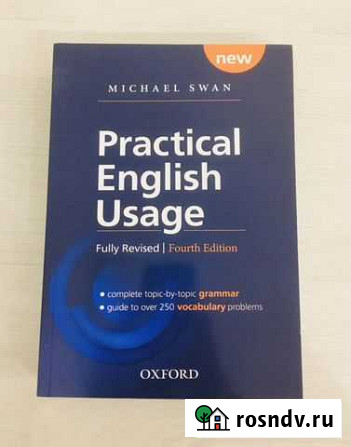 new
MICHAEL SWAN
Practical
English
Usage
Fully Revised | Fourth Edition
• complete topic-by-topic grammar
• guide to over 250 vocabulary problems
OXFORD
rosndv.ru